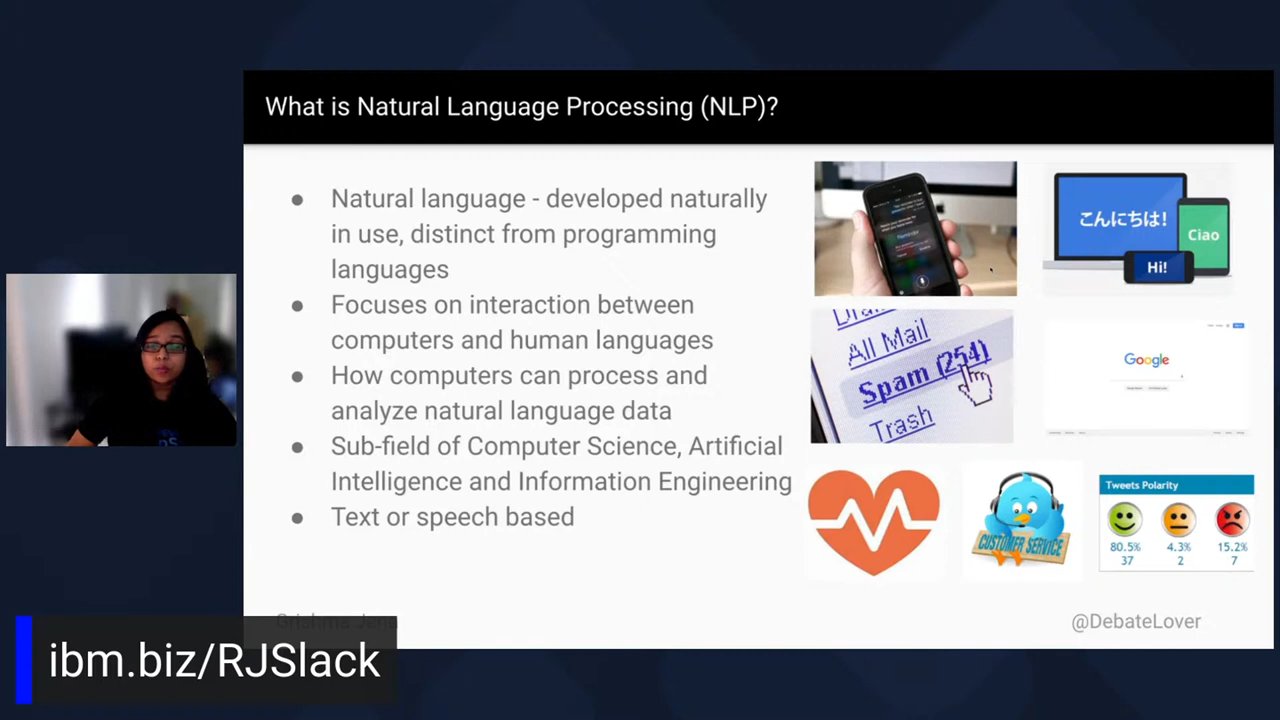 What is Natural Language Processing (NLP)?
● Natural language - developed naturally
in use, distinct from programming
languages
● Focuses on interaction between
computers and human languages
● How computers can process and
analyze natural language data
● Sub-field of Computer Science, Artificial
Intelligence and Information Engineering
● Text or speech based
こんにちは!
Ciao
Hi!
All Mail
Spam (254)
Trash
Google
CUSTOMER SERVICE
Tweets Polarity
80.5% 4.3% 15.2%
37 2 7
@DebateLover
ibm.biz/RJSlack